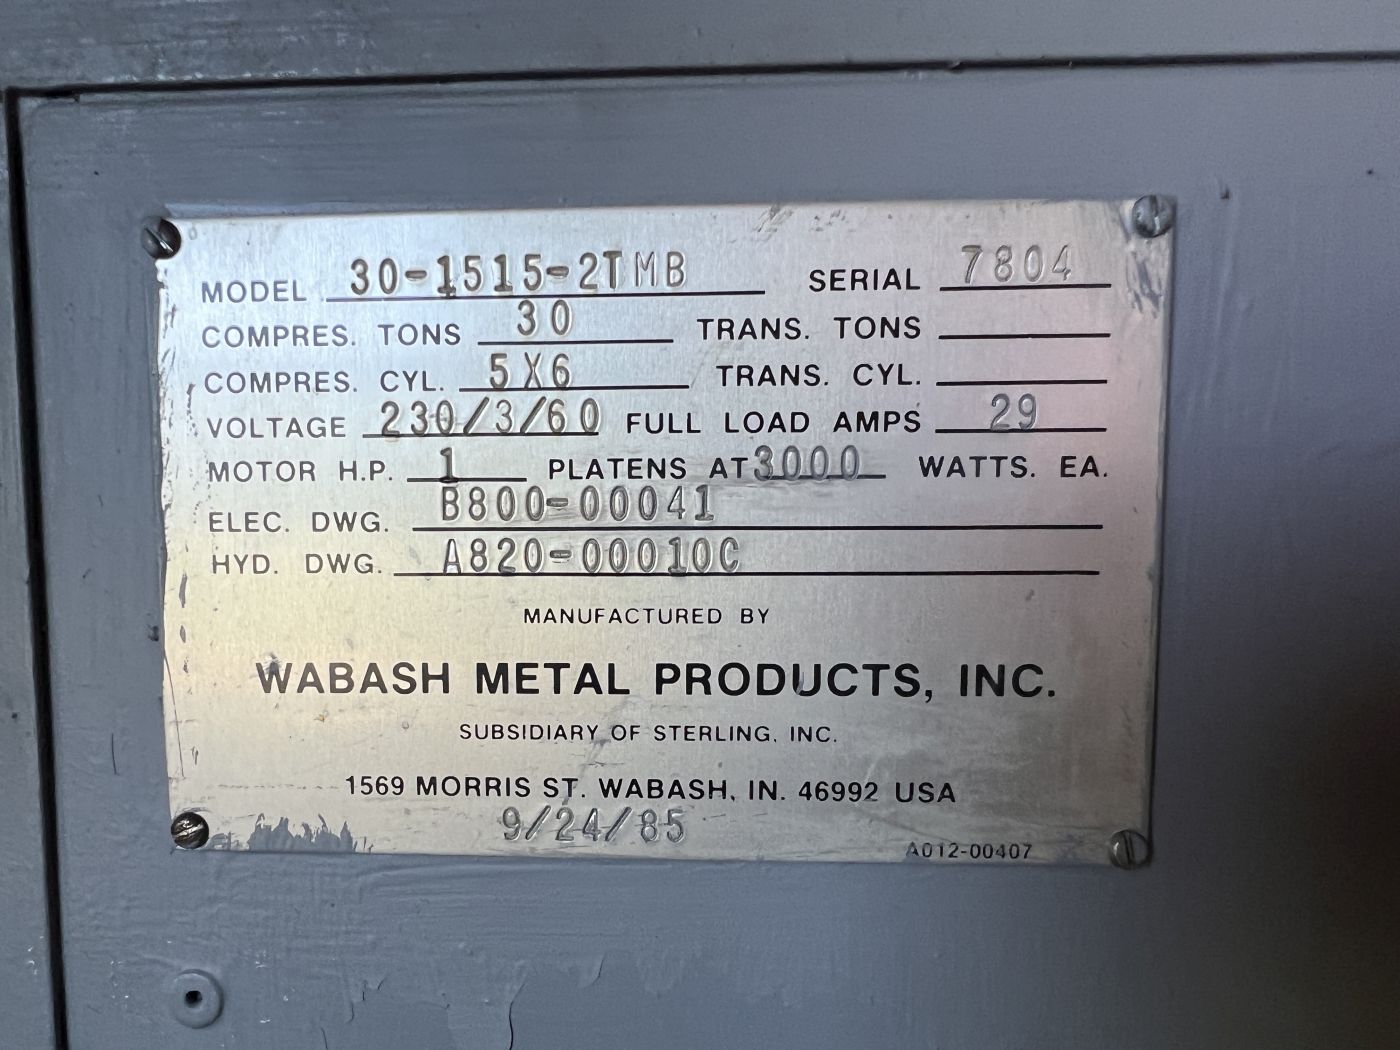 MODEL 30-1515-2TMB SERIAL 7804
COMPRES. TONS 30 TRANS. TONS
COMPRES. CYL. 5X6 TRANS. CYL.
VOLTAGE 230/3/60 FULL LOAD AMPS 29
MOTOR H.P. 1 PLATENS AT 3000 WATTS. EA.
ELEC. DWG. B800-00041
HYD. DWG. A820-00010C
MANUFACTURED BY
WABASH METAL PRODUCTS, INC.
SUBSIDIARY OF STERLING, INC.
1569 MORRIS ST. WABASH, IN. 46992 USA
9/24/85
A012-00407